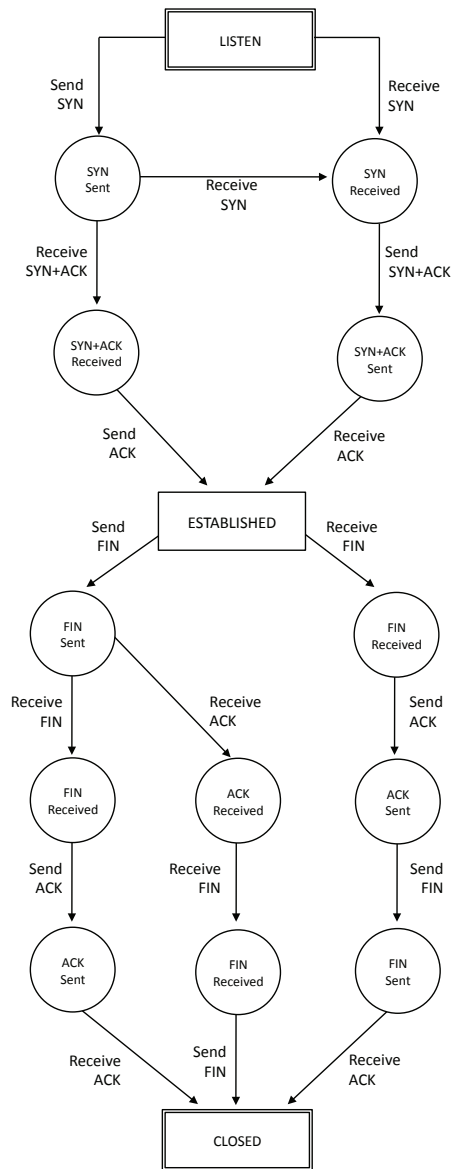 LISTEN
Send
SYN
Receive
SYN
SYN
Sent
Receive
SYN
SYN
Received
Receive
SYN+ACK
Send
SYN+ACK
SYN+ACK
Received
SYN+ACK
Sent
Send
ACK
Receive
ACK
ESTABLISHED
Send
FIN
Receive
FIN
FIN
Sent
FIN
Received
Receive
FIN
Receive
ACK
Send
ACK
FIN
Received
ACK
Received
ACK
Sent
Send
ACK
Receive
FIN
Send
FIN
ACK
Sent
FIN
Received
FIN
Sent
Receive
ACK
Send
FIN
Receive
ACK
CLOSED